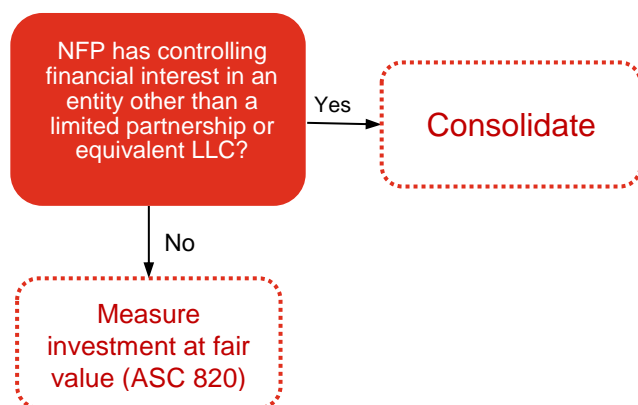 NFP has controlling
financial interest in an
entity other than a
limited partnership or
equivalent LLC?
Yes
Consolidate
No
Measure
investment at fair
value (ASC 820)